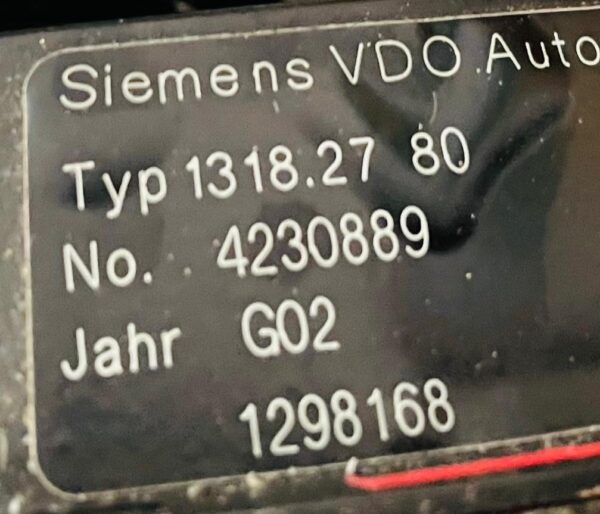 Siemens VDO Auto
Typ 1318.27 80
No. 4230889
Jahr G02
1298168